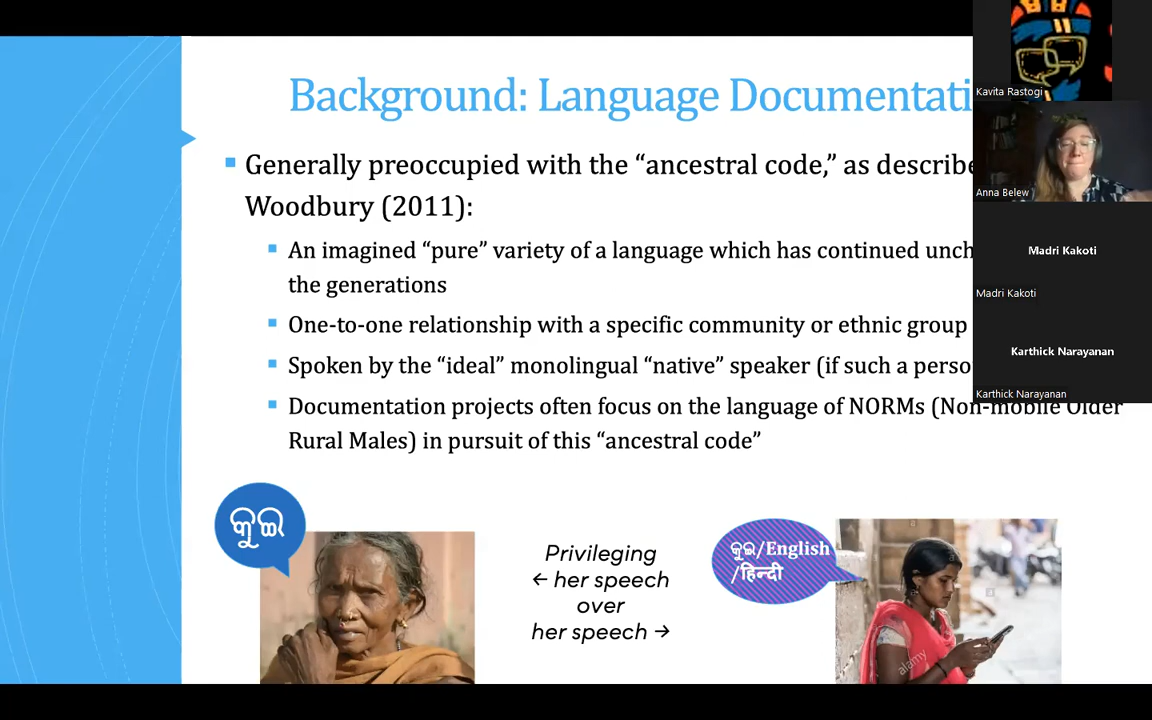 Background: Language Documentati
Generally preoccupied with the “ancestral code,” as describe
Woodbury (2011):
An imagined “pure” variety of a language which has continued unch
the generations
One-to-one relationship with a specific community or ethnic group
Spoken by the “ideal” monolingual “native” speaker (if such a perso
Documentation projects often focus on the language of NORMs (Non-mobile Older
Rural Males) in pursuit of this “ancestral code”
କୁଇ
Privileging
← her speech
over
her speech →
କୁଇ/English
/हिन्दी
alamy
Kavita Rastogi
Anna Belew
Madri Kakoti
Madri Kakoti
Karthick Narayanan
Karthick Narayanan